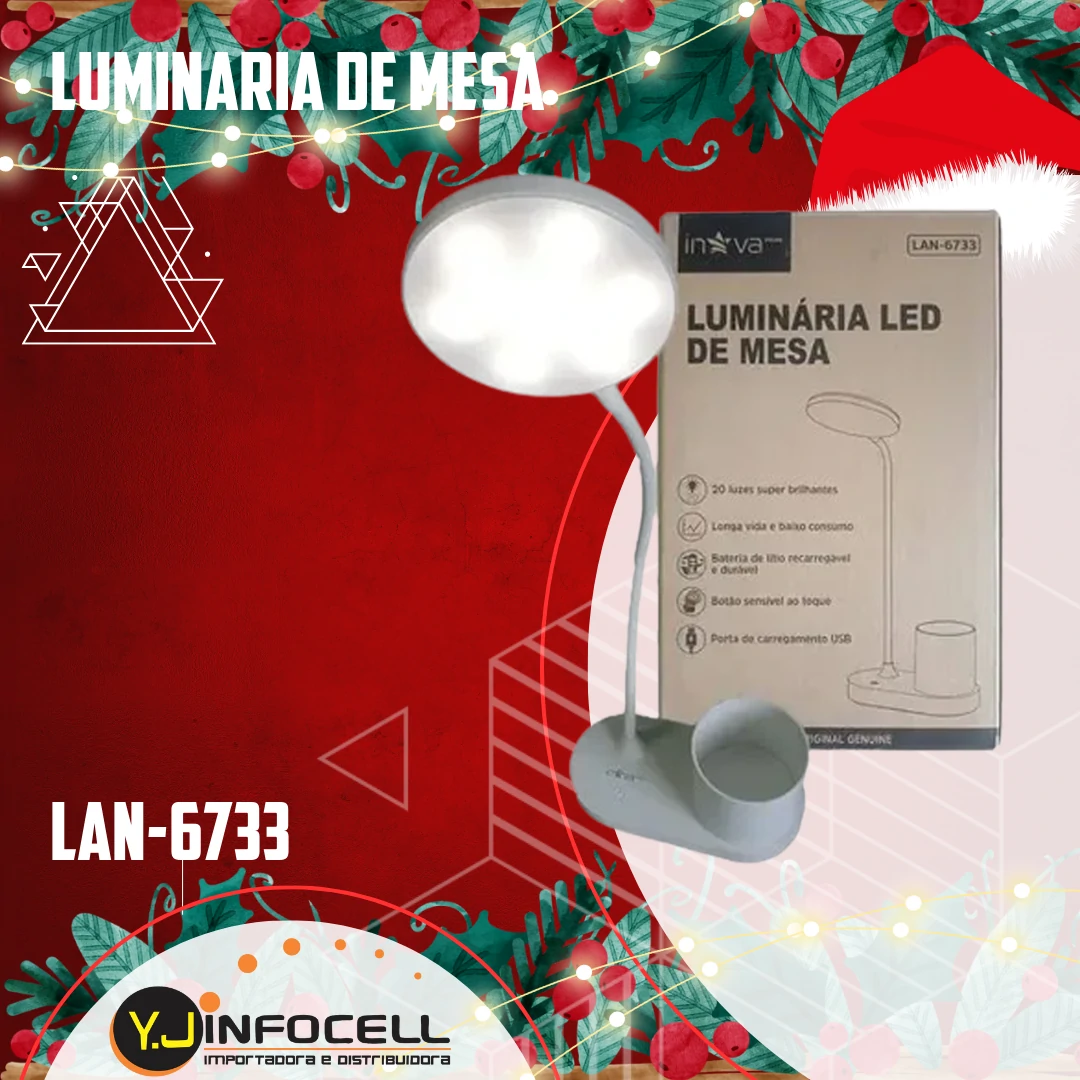 LUMINARIA DE MESA
inova
LAN-6733
LUMINÁRIA LED
DE MESA
20 luzes super brilhantes
Longa vida e baixo consumo
Bateria de lítio recarregável
e durável
Botão sensível ao toque
Porta de carregamento USB
ORIGINAL GENUINE
LAN-6733
Y.J INFOCELL
IMPORTADORA E DISTRIBUIDORA